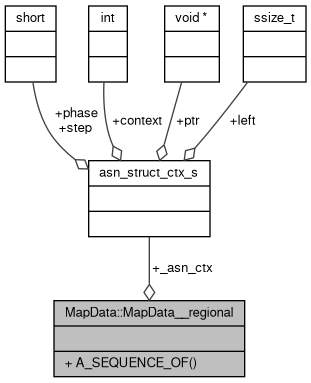 short
int
void *
ssize_t
+phase
+step
+context
+ptr
+left
asn_struct_ctx_s
+_asn_ctx
MapData::MapData__regional
+ A_SEQUENCE_OF()